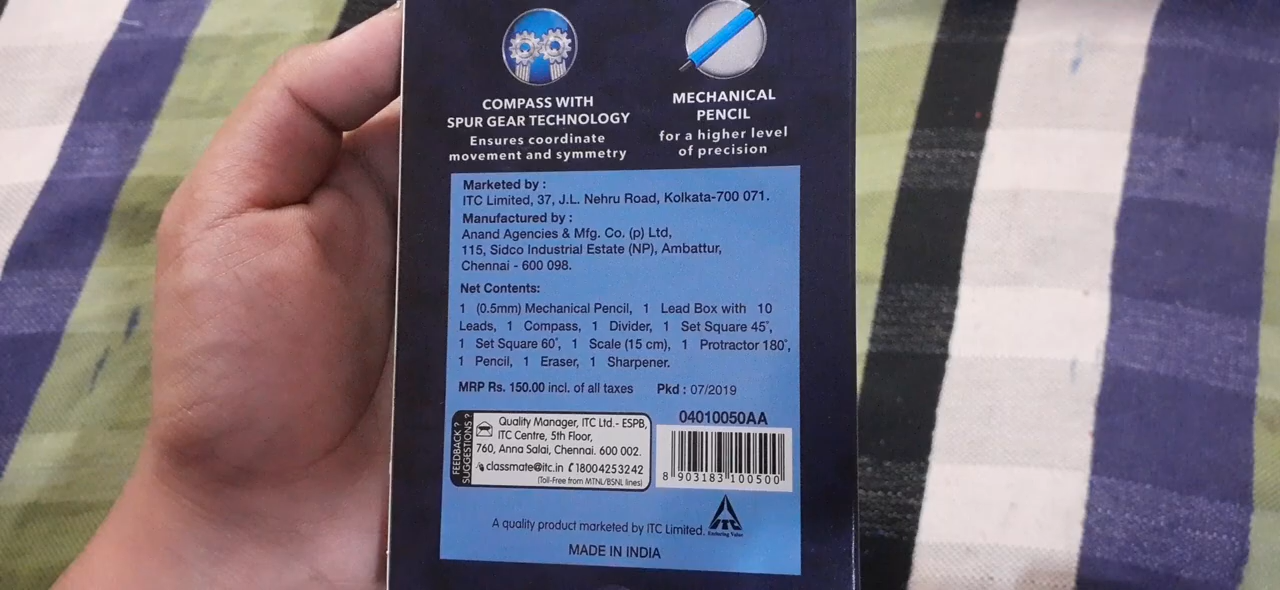 COMPASS WITH
SPUR GEAR TECHNOLOGY
Ensures coordinate
movement and symmetry
MECHANICAL
PENCIL
for a higher level
of precision
Marketed by :
ITC Limited, 37, J.L. Nehru Road, Kolkata-700 071.
Manufactured by :
Anand Agencies & Mfg. Co. (p) Ltd,
115, Sidco Industrial Estate (NP), Ambattur,
Chennai - 600 098.
Net Contents:
1 (0.5mm) Mechanical Pencil, 1 Lead Box with 10
Leads, 1 Compass, 1 Divider, 1 Set Square 45°,
1 Set Square 60°, 1 Scale (15 cm), 1 Protractor 180°,
1 Pencil, 1 Eraser, 1 Sharpener.
MRP Rs. 150.00 incl. of all taxes Pkd : 07/2019
FEEDBACK ?
SUGGESTIONS ?
Quality Manager, ITC Ltd.- ESPB,
ITC Centre, 5th Floor,
760, Anna Salai, Chennai. 600 002.
classmate@itc.in 18004253242
(Toll-Free from MTNL/BSNL lines)
04010050AA
8 903183 100500
A quality product marketed by ITC Limited.
ITC
Enduring Value
MADE IN INDIA